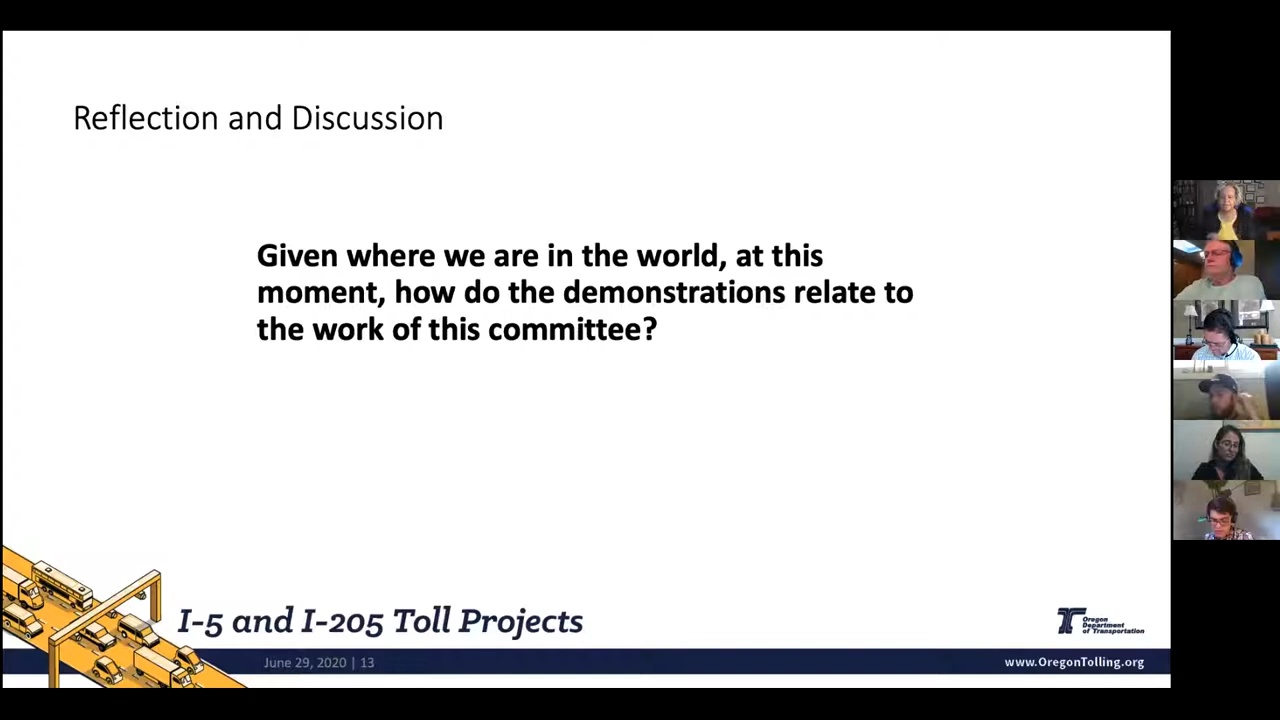 Reflection and Discussion
Given where we are in the world, at this
moment, how do the demonstrations relate to
the work of this committee?
I-5 and I-205 Toll Projects
Oregon
Department
of Transportation
June 29, 2020 | 13
www.OregonTolling.org